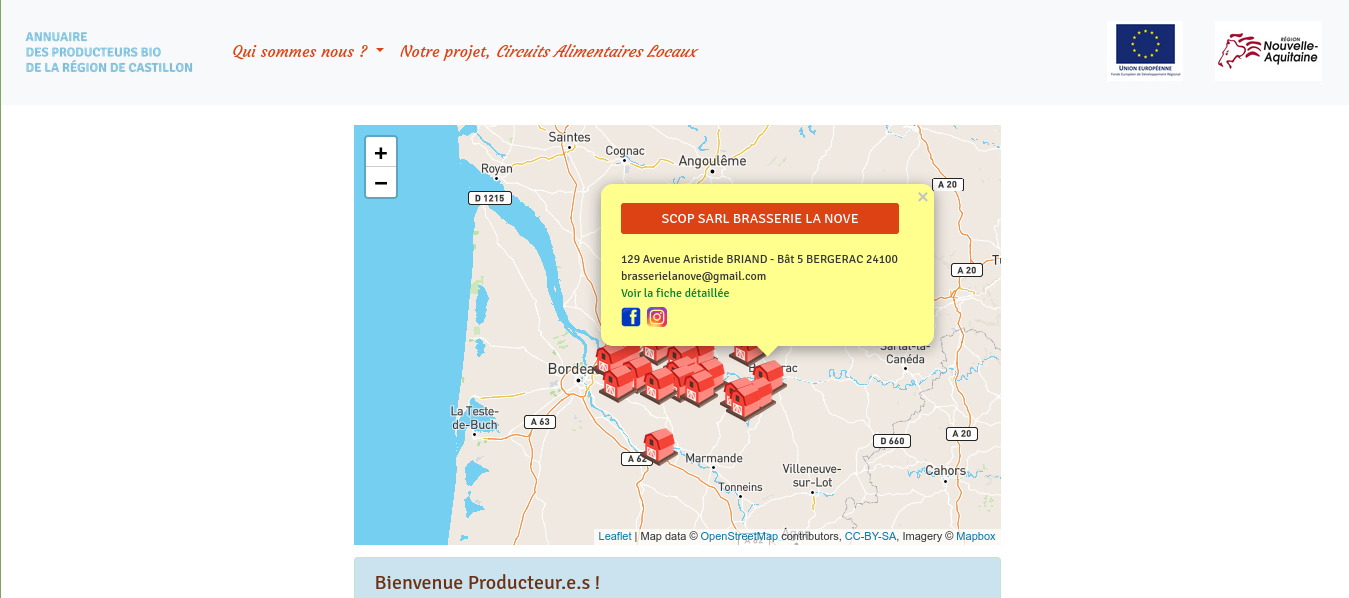 ANNUAIRE
DES PRODUCTEURS BIO
DE LA RÉGION DE CASTILLON
Qui sommes nous ?
Notre projet, Circuits Alimentaires Locaux
UNION EUROPÉENNE
Fonds Européen de Développement Régional
RÉGION
Nouvelle-
Aquitaine
+
−
Saintes
Cognac
Royan
Angoulême
A 20
D 1215
×
SCOP SARL BRASSERIE LA NOVE
129 Avenue Aristide BRIAND - Bât 5 BERGERAC 24100
brasserielanove@gmail.com
Voir la fiche détaillée
A 20
Canéda
La Teste-
de-Buch
A 63
A 62
Marmande
Tonneins
Villeneuve-
sur-Lot
D 660
A 20
Cahors
Leaflet | Map data © OpenStreetMap contributors, CC-BY-SA, Imagery © Mapbox
Bienvenue Producteur.e.s !